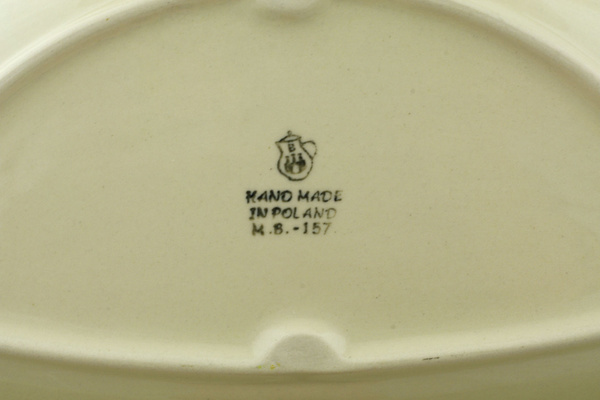 B
HAND MADE
IN POLAND
M.B.-157.